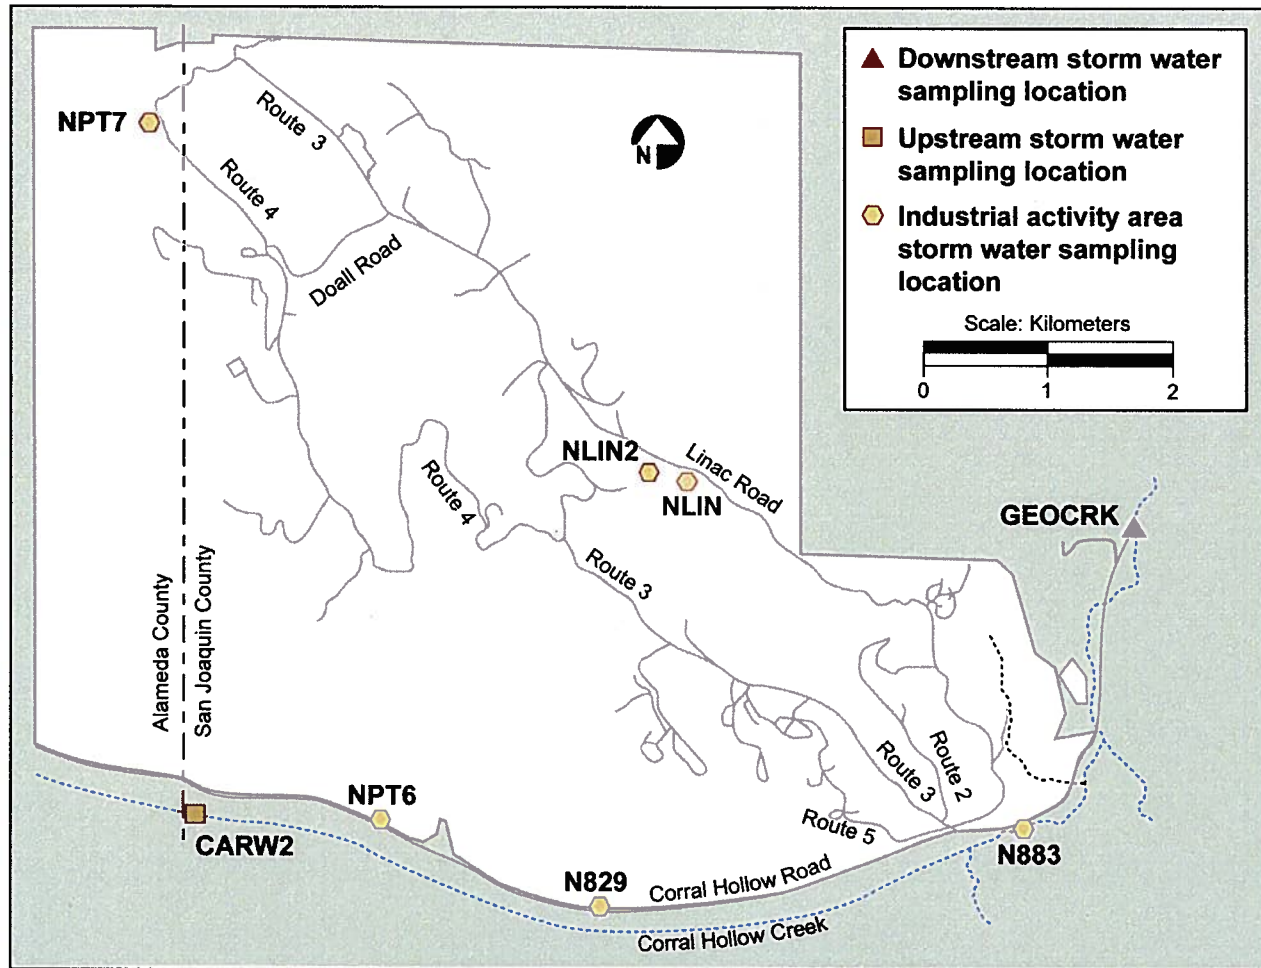 Downstream storm water
sampling location
Upstream storm water
sampling location
Industrial activity area
storm water sampling
location
Scale: Kilometers
0 1 2
N
NPT7
Route 3
Route 4
Doall Road
NLIN2
NLIN
Linac Road
Route 4
GEOCRK
Route 3
Alameda County
San Joaquin County
Route 3
Route 2
Route 5
NPT6
CARW2
N829
N883
Corral Hollow Road
Corral Hollow Creek